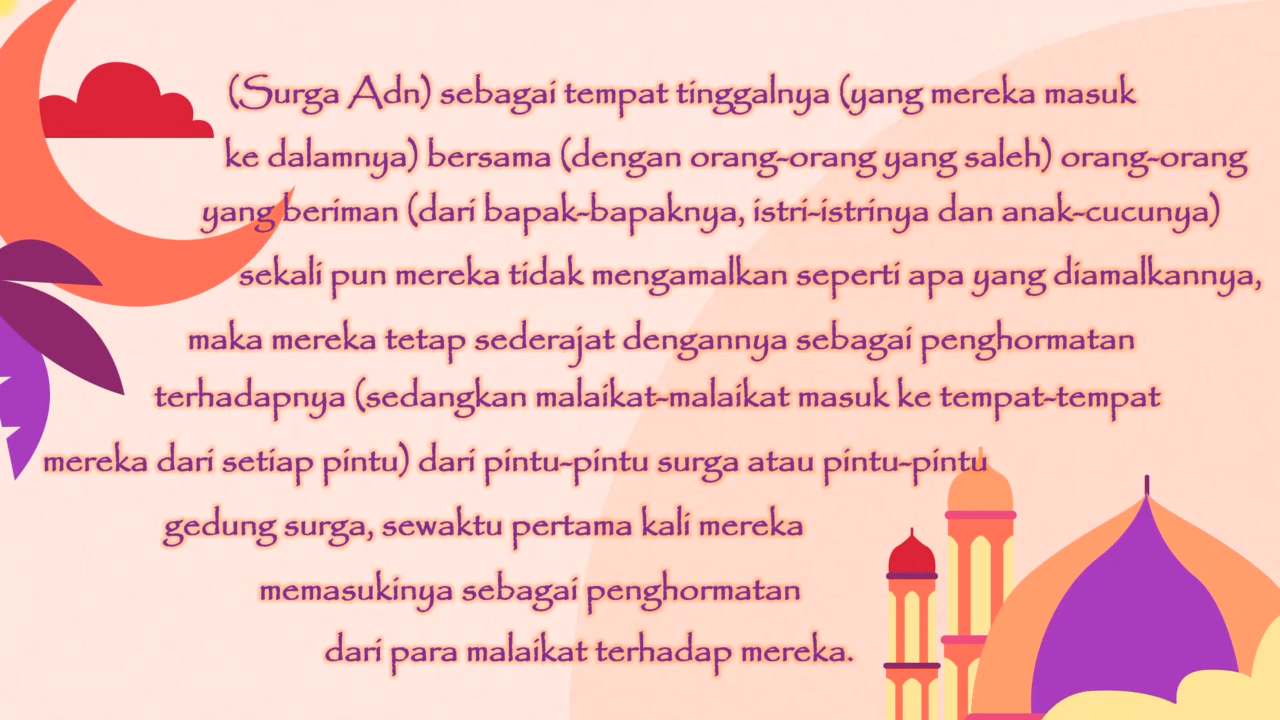 (Surga Adn) sebagai tempat tinggalnya (yang mereka masuk
ke dalamnya) bersama (dengan orang-orang yang saleh) orang-orang
yang beriman (dari bapak-bapaknya, istri-istrinya dan anak-cucunya)
sekali pun mereka tidak mengamalkan seperti apa yang diamalkannya,
maka mereka tetap sederajat dengannya sebagai penghormatan
terhadapnya (sedangkan malaikat-malaikat masuk ke tempat-tempat
mereka dari setiap pintu) dari pintu-pintu surga atau pintu-pintu
gedung surga, sewaktu pertama kali mereka
memasukinya sebagai penghormatan
dari para malaikat terhadap mereka.